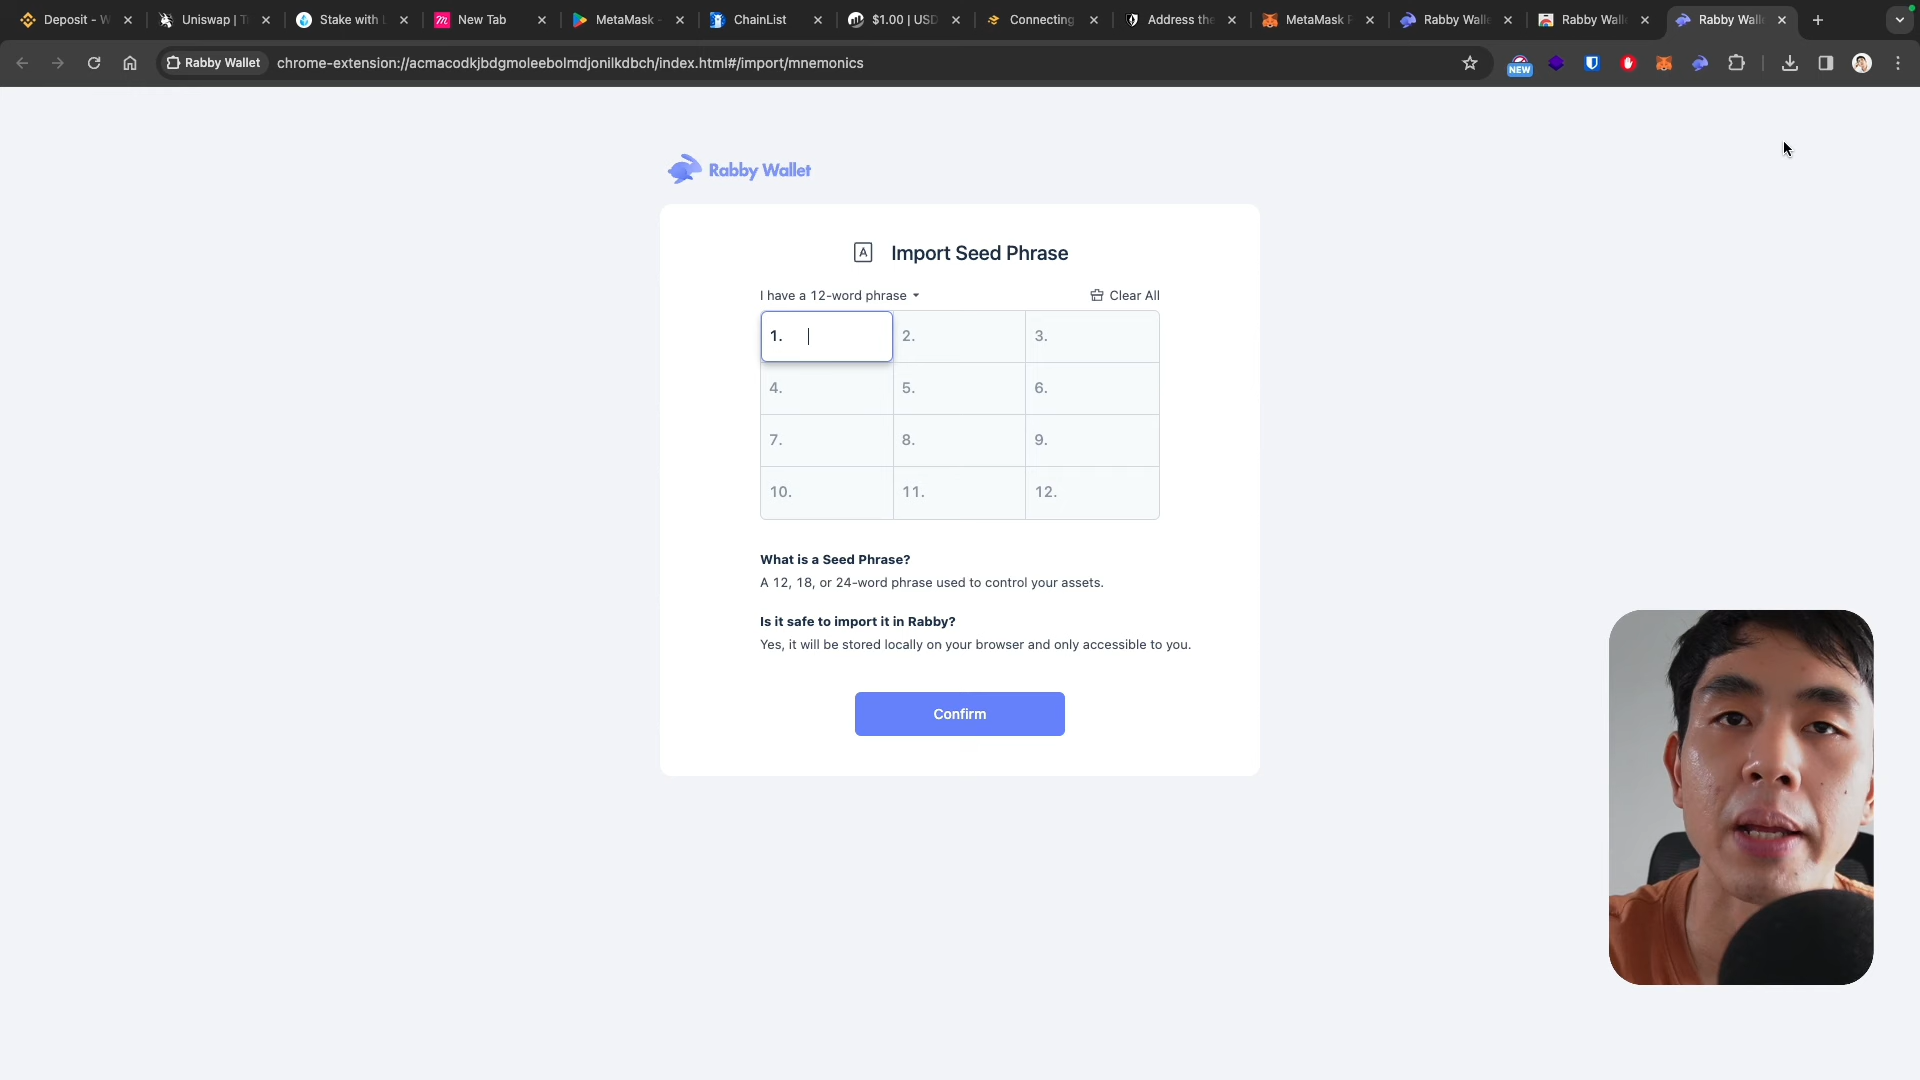 Deposit - W
Uniswap | T
Stake with L
New Tab
MetaMask -
ChainList
$1.00 | USD
Connecting
Address the
MetaMask P
Rabby Walle
Rabby Walle
Rabby Walle
Rabby Wallet
chrome-extension://acmacodkjbdgmoleebolmdjonilkdbch/index.html#/import/mnemonics
NEW
Rabby Wallet
A Import Seed Phrase
I have a 12-word phrase
Clear All
1. 2. 3.
4. 5. 6.
7. 8. 9.
10. 11. 12.
What is a Seed Phrase?
A 12, 18, or 24-word phrase used to control your assets.
Is it safe to import it in Rabby?
Yes, it will be stored locally on your browser and only accessible to you.
Confirm